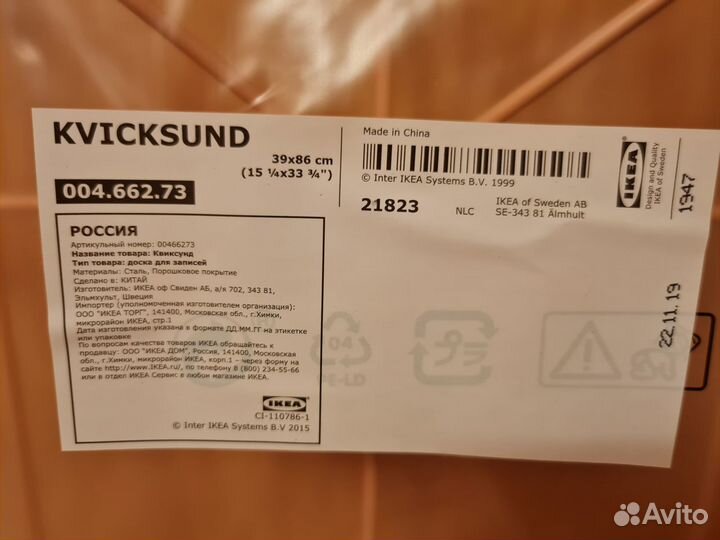 KVICKSUND
39x86 cm
(15 ¼x33 ¾")
004.662.73
Made in China
© Inter IKEA Systems B.V. 1999
21823
NLC
IKEA of Sweden AB
SE-343 81 Älmhult
IKEA
Design and Quality
IKEA of Sweden
1947
22.11.19
РОССИЯ
Артикульный номер: 00466273
Название товара: Квиксунд
Тип товара: доска для записей
Материалы: Сталь, Порошковое покрытие
Сделано в: КИТАЙ
Изготовитель: ИКЕА оф Свиден АБ, а/я 702, 343 81,
Эльмхульт, Швеция
Импортер (уполномоченная изготовителем организация):
ООО "ИКЕА ТОРГ", 141400, Московская обл., г.Химки,
микрорайон ИКЕА, стр.1
Дата изготовления указана в формате ДД.ММ.ГГ на этикетке
или упаковке
По вопросам качества товаров ИКЕА обращайтесь к
продавцу: ООО "ИКЕА ДОМ", Россия, 141400, Московская
обл., г.Химки, микрорайон ИКЕА, корп.1 – через форму на
сайте http://www.IKEA.ru/, по телефону 8 (800) 234-55-66
или в отдел ИКЕА Сервис в любом магазине ИКЕА.
IKEA
CI-110786-1
© Inter IKEA Systems B.V 2015
04
PE-LD
Avito